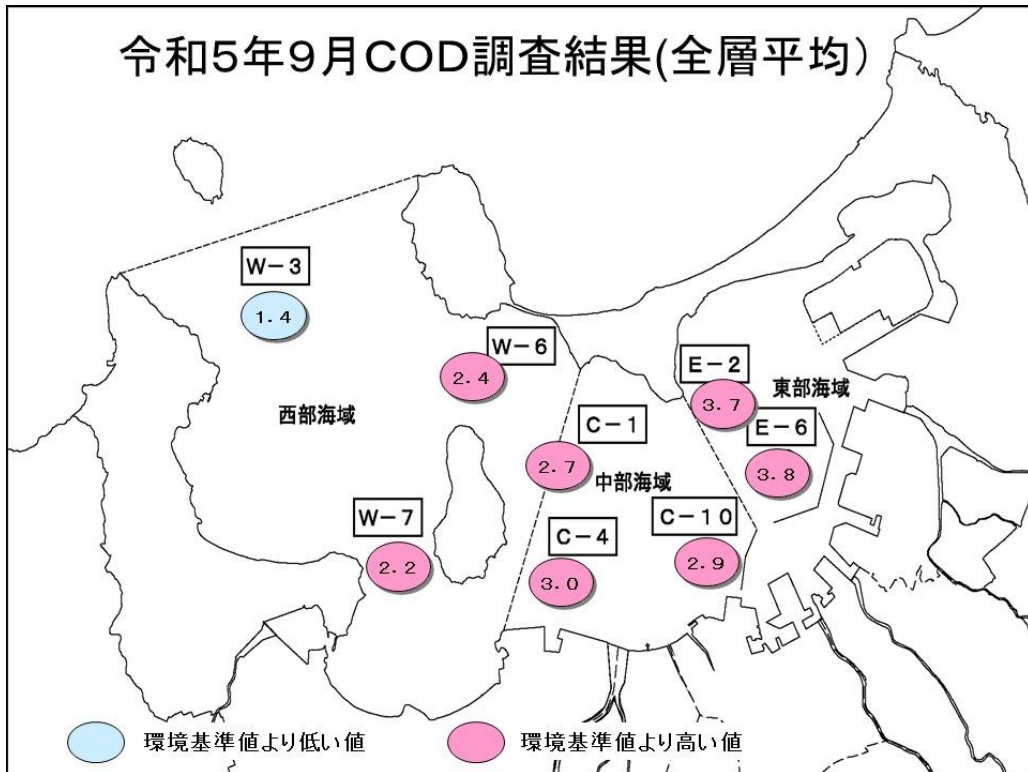 令和5年9月COD調査結果(全層平均)
W-3
1.4
W-6
2.4
E-2
3.7
東部海域
西部海域
C-1
2.7
E-6
3.8
中部海域
W-7
2.2
C-4
3.0
C-10
2.9
環境基準値より低い値
環境基準値より高い値